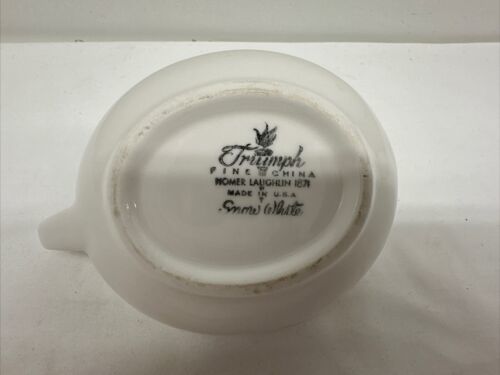 Triumph
FINE CHINA
HOMER LAUGHLIN 1871
MADE IN U.S.A
Snow White